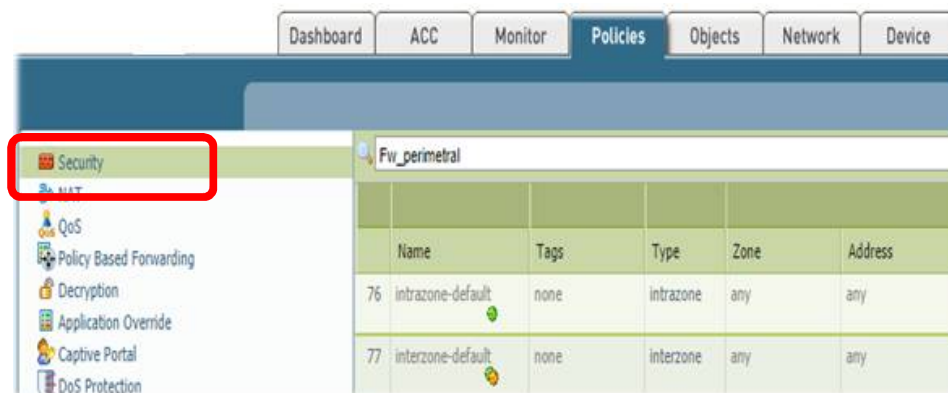 Dashboard ACC Monitor Policies Objects Network Device
Security
Fw_perimetral
NAT
QoS
Policy Based Forwarding
Name Tags Type Zone Address
Decryption
76 intrazone-default none intrazone any any
Application Override
Captive Portal
77 interzone-default none interzone any any
DoS Protection